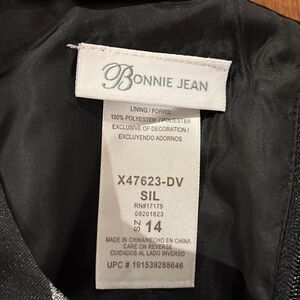 BONNIE JEAN
LINING / FORRO:
100% POLYESTER / POLIESTER
EXCLUSIVE OF DECORATION /
EXCLUYENDO ADORNOS
X47623-DV
SIL
RN#17175
08201623
SZ 14
MADE IN CHINA/HECHO EN CHINA
CARE ON REVERSE
CUIDADOS AL LADO INVERSO
UPC # 191539288646